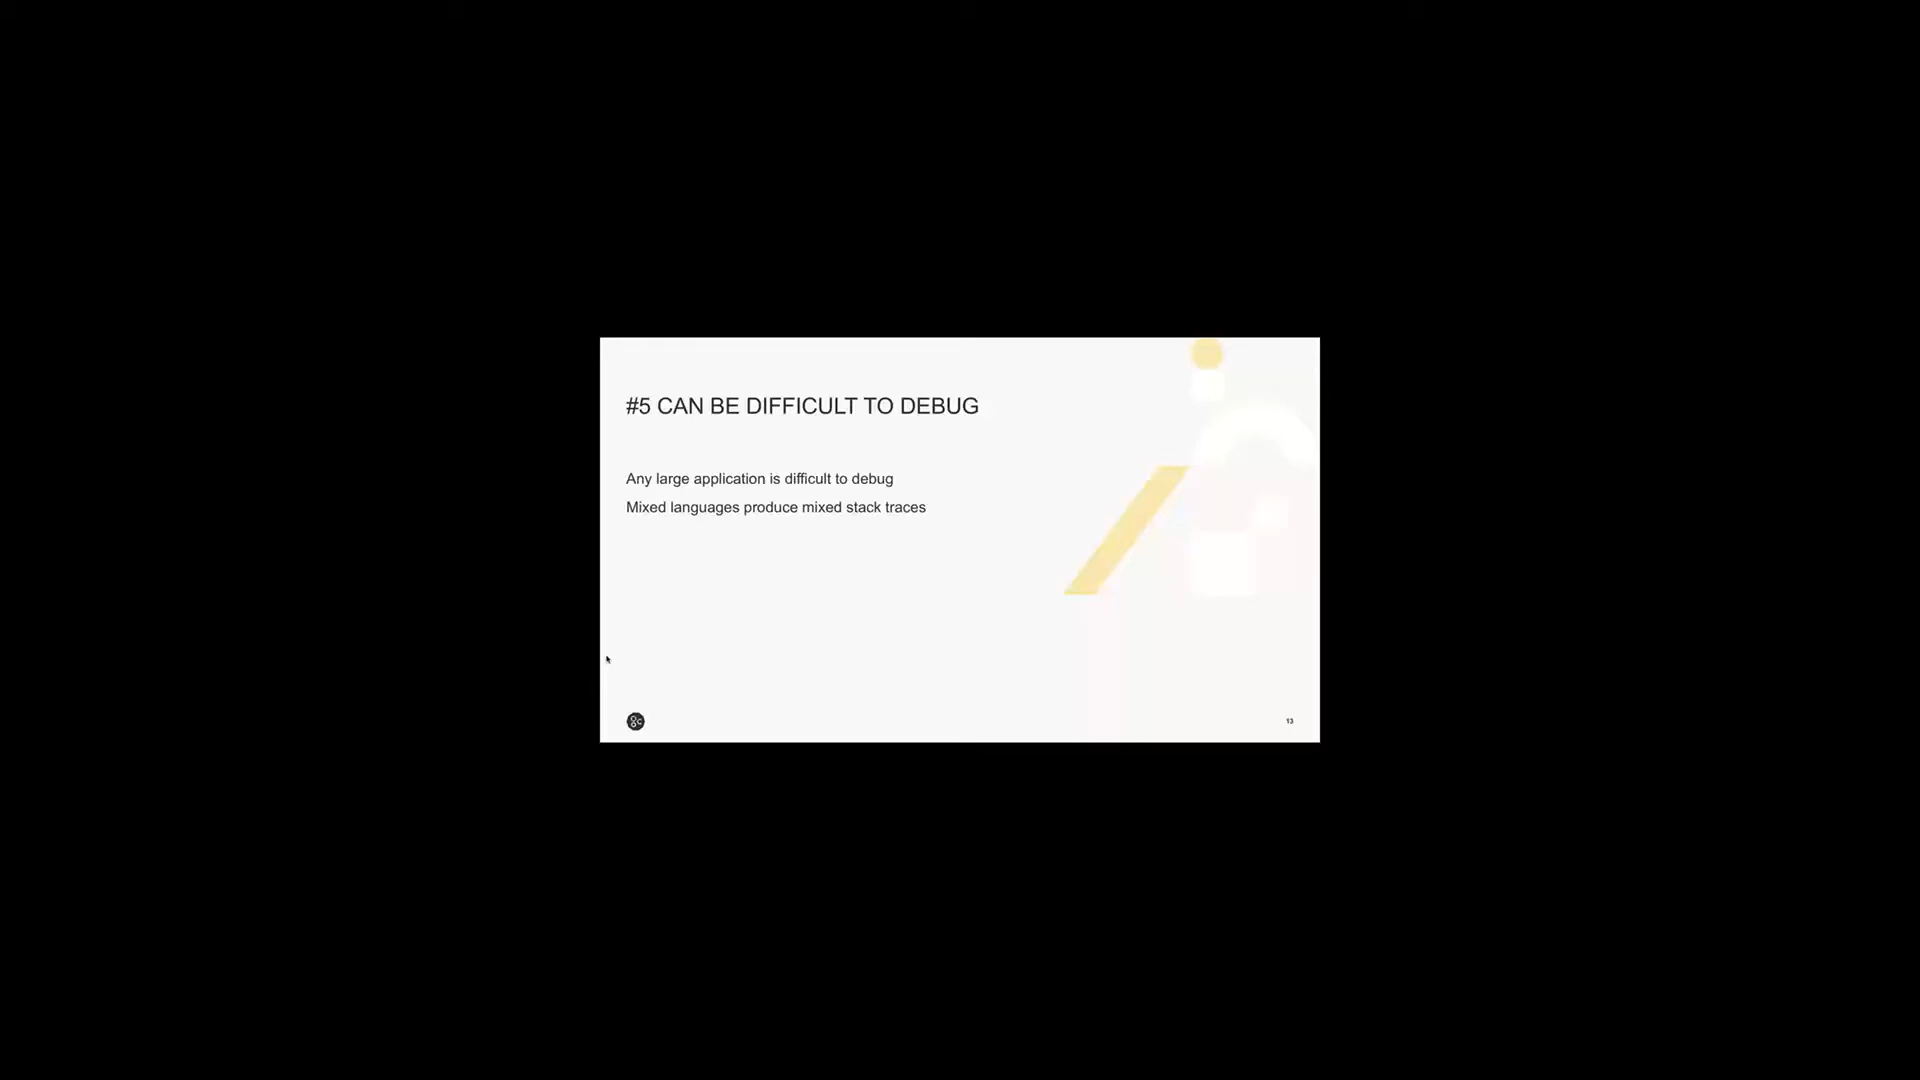 #5 CAN BE DIFFICULT TO DEBUG
Any large application is difficult to debug
Mixed languages produce mixed stack traces
13